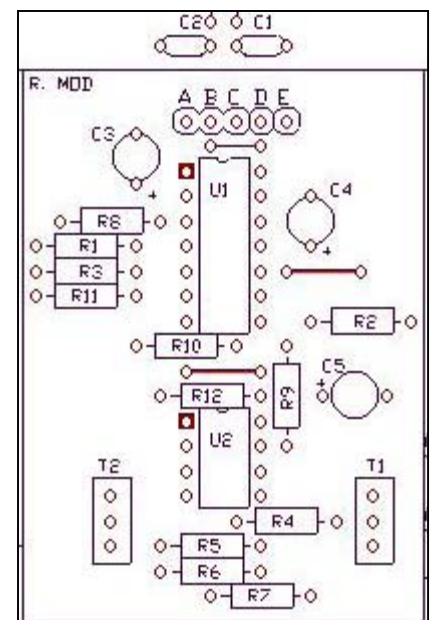 C2 C1
R. MOD
A B C D E
C3
U1
C4
+
+
R8
R1
R3
R11
R2
R10
C5
+
R12
R9
U2
T2
T1
R4
R5
R6
R7